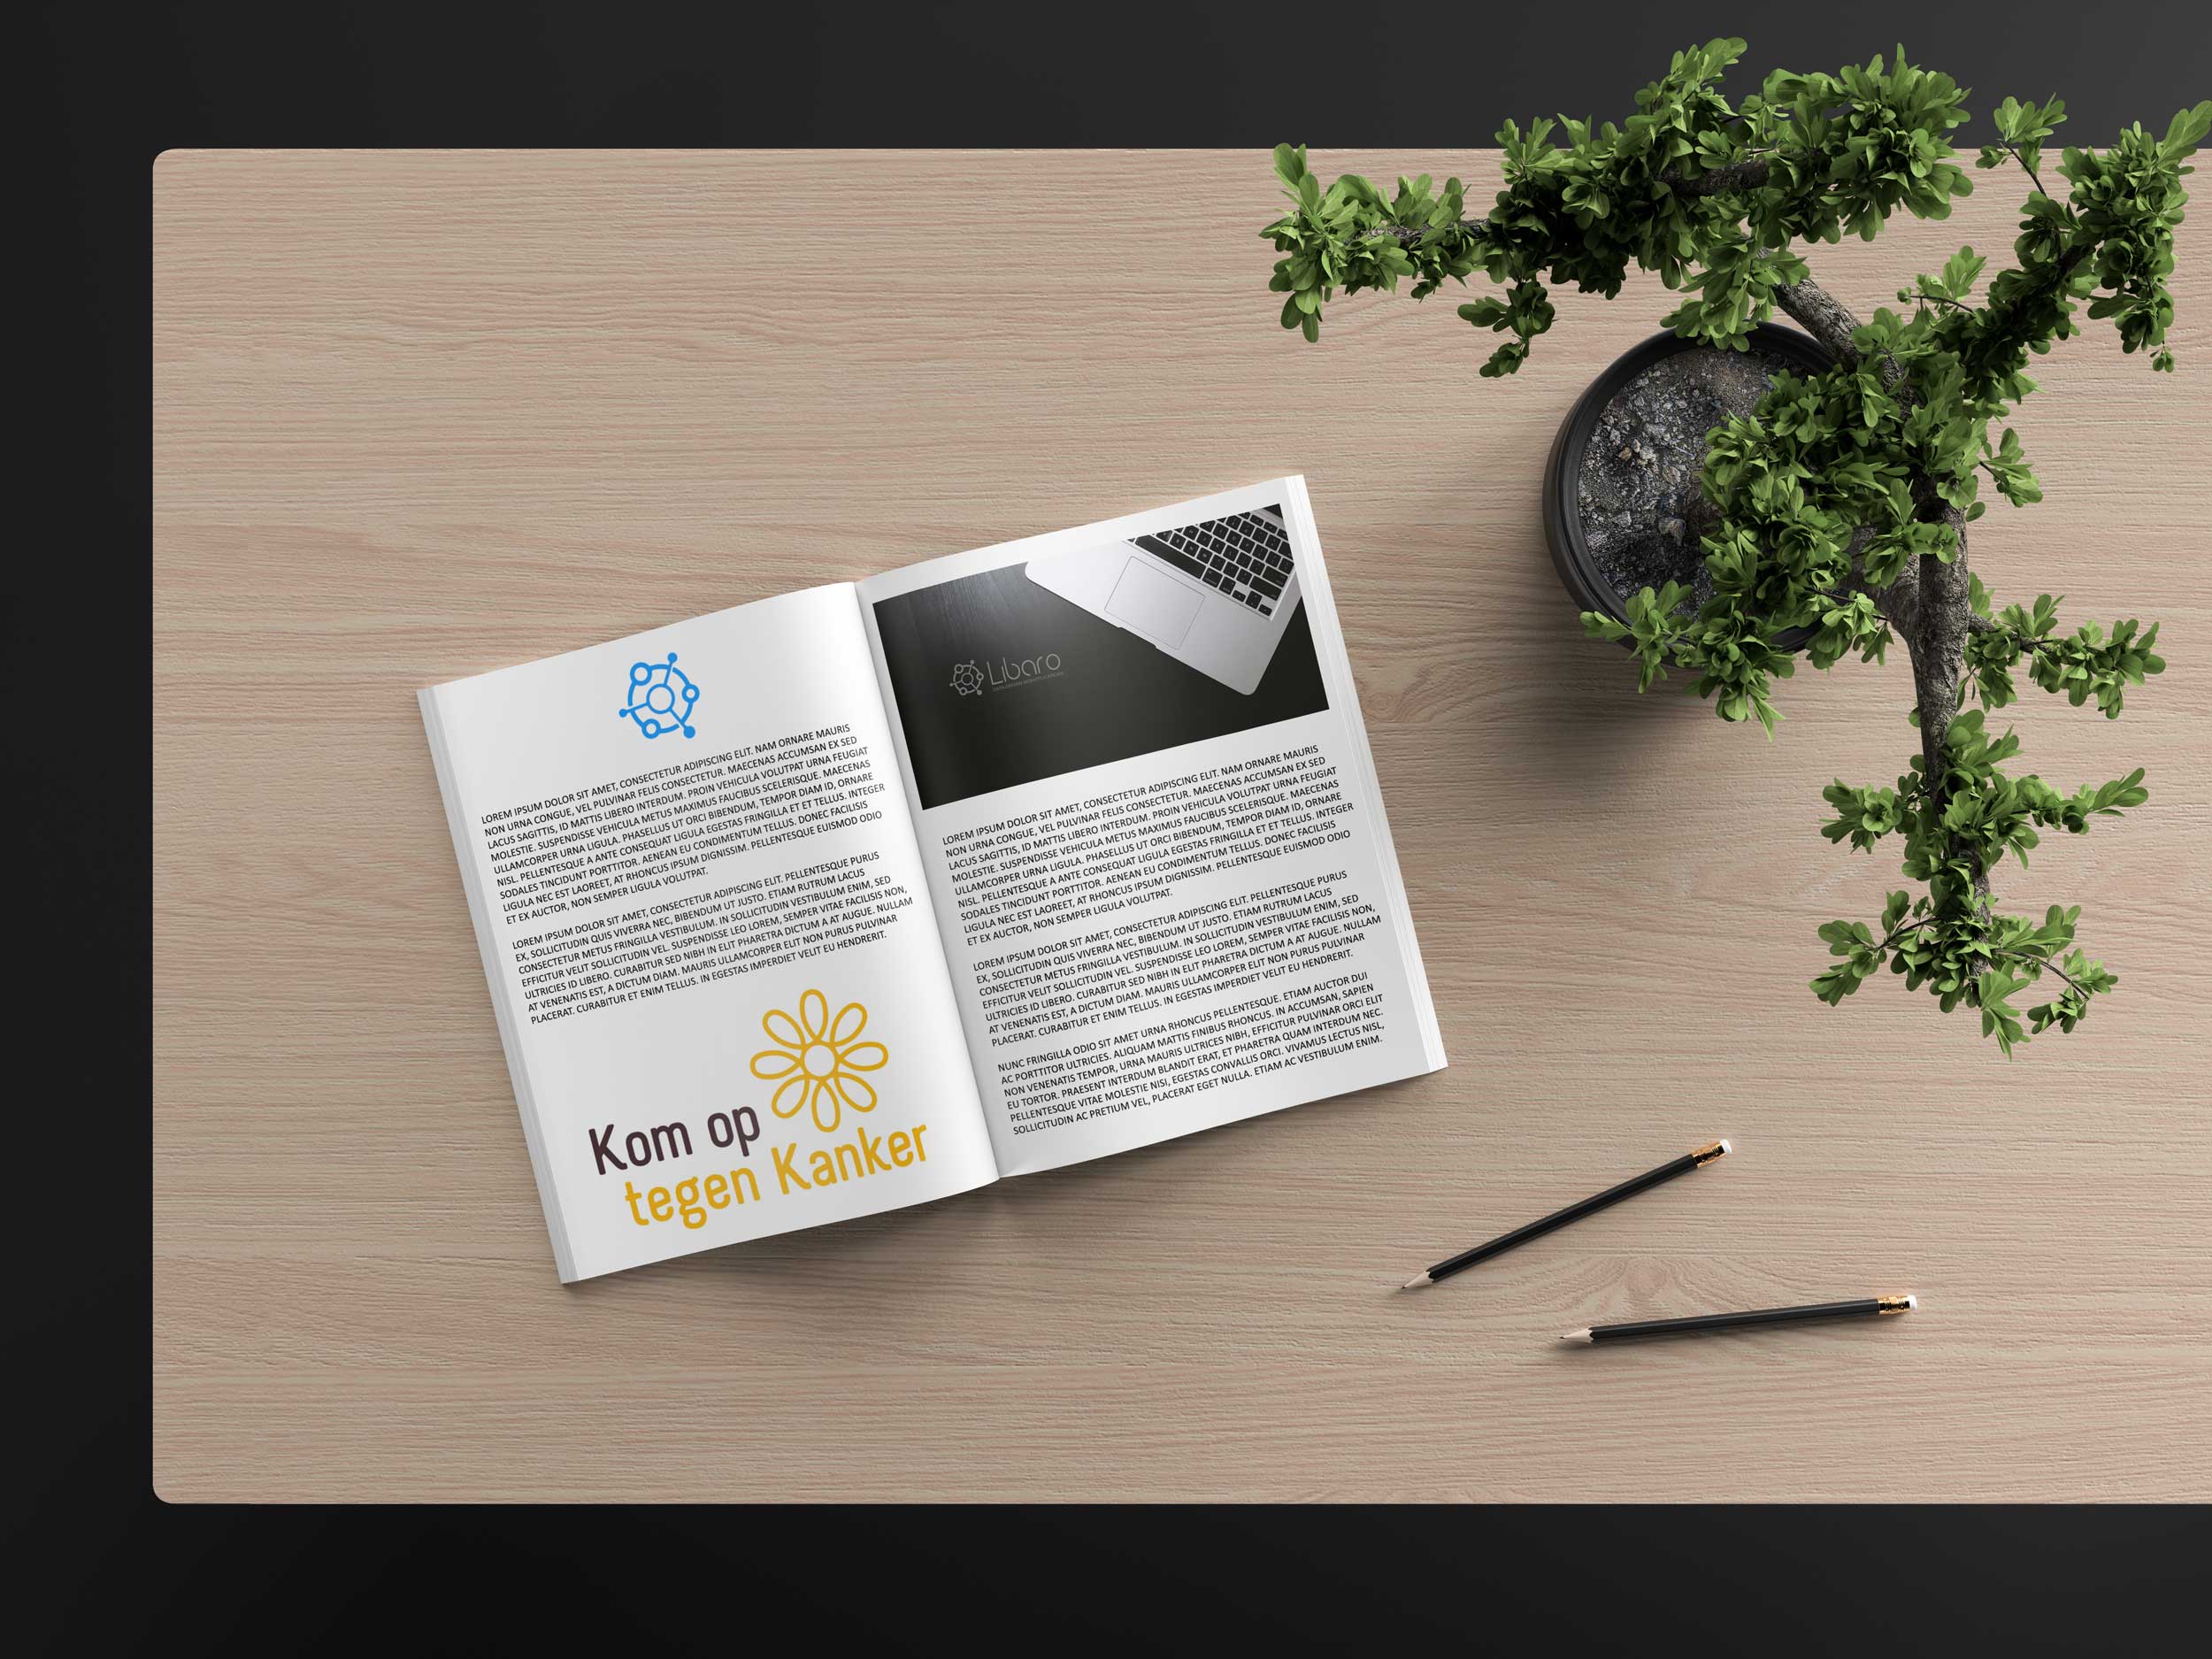 LOREM IPSUM DOLOR SIT AMET, CONSECTETUR ADIPISCING ELIT. NAM ORNARE MAURIS
NON URNA CONGUE, VEL PULVINAR FELIS CONSECTETUR. MAECENAS ACCUMSAN EX SED
LACUS SAGITTIS, ID MATTIS LIBERO INTERDUM. PROIN VEHICULA VOLUTPAT URNA FEUGIAT
MOLESTIE. SUSPENDISSE VEHICULA METUS MAXIMUS FAUCIBUS SCELERISQUE. MAECENAS
ULLAMCORPER URNA LIGULA. PHASELLUS UT ORCI BIBENDUM, TEMPOR DIAM ID, ORNARE
NISL. PELLENTESQUE A ANTE CONSEQUAT LIGULA EGESTAS FRINGILLA ET ET TELLUS. INTEGER
SODALES TINCIDUNT PORTTITOR. AENEAN EU CONDIMENTUM TELLUS. DONEC FACILISIS
LIGULA NEC EST LAOREET, AT RHONCUS IPSUM DIGNISSIM. PELLENTESQUE EUISMOD ODIO
ET EX AUCTOR, NON SEMPER LIGULA VOLUTPAT.
LOREM IPSUM DOLOR SIT AMET, CONSECTETUR ADIPISCING ELIT. PELLENTESQUE PURUS
EX, SOLLICITUDIN QUIS VIVERRA NEC, BIBENDUM UT JUSTO. ETIAM RUTRUM LACUS
CONSECTETUR METUS FRINGILLA VESTIBULUM. IN SOLLICITUDIN VESTIBULUM ENIM, SED
EFFICITUR VELIT SOLLICITUDIN VEL. SUSPENDISSE LEO LOREM, SEMPER VITAE FACILISIS NON,
ULTRICIES ID LIBERO. CURABITUR SED NIBH IN ELIT PHARETRA DICTUM A AT AUGUE. NULLAM
AT VENENATIS EST, A DICTUM DIAM. MAURIS ULLAMCORPER ELIT NON PURUS PULVINAR
PLACERAT. CURABITUR ET ENIM TELLUS. IN EGESTAS IMPERDIET VELIT EU HENDRERIT.
Kom op
tegen Kanker
Libaro
LOREM IPSUM DOLOR SIT AMET, CONSECTETUR ADIPISCING ELIT. NAM ORNARE MAURIS
NON URNA CONGUE, VEL PULVINAR FELIS CONSECTETUR. MAECENAS ACCUMSAN EX SED
LACUS SAGITTIS, ID MATTIS LIBERO INTERDUM. PROIN VEHICULA VOLUTPAT URNA FEUGIAT
MOLESTIE. SUSPENDISSE VEHICULA METUS MAXIMUS FAUCIBUS SCELERISQUE. MAECENAS
ULLAMCORPER URNA LIGULA. PHASELLUS UT ORCI BIBENDUM, TEMPOR DIAM ID, ORNARE
NISL. PELLENTESQUE A ANTE CONSEQUAT LIGULA EGESTAS FRINGILLA ET ET TELLUS. INTEGER
SODALES TINCIDUNT PORTTITOR. AENEAN EU CONDIMENTUM TELLUS. DONEC FACILISIS
LIGULA NEC EST LAOREET, AT RHONCUS IPSUM DIGNISSIM. PELLENTESQUE EUISMOD ODIO
ET EX AUCTOR, NON SEMPER LIGULA VOLUTPAT.
LOREM IPSUM DOLOR SIT AMET, CONSECTETUR ADIPISCING ELIT. PELLENTESQUE PURUS
EX, SOLLICITUDIN QUIS VIVERRA NEC, BIBENDUM UT JUSTO. ETIAM RUTRUM LACUS
CONSECTETUR METUS FRINGILLA VESTIBULUM. IN SOLLICITUDIN VESTIBULUM ENIM, SED
EFFICITUR VELIT SOLLICITUDIN VEL. SUSPENDISSE LEO LOREM, SEMPER VITAE FACILISIS NON,
ULTRICIES ID LIBERO. CURABITUR SED NIBH IN ELIT PHARETRA DICTUM A AT AUGUE. NULLAM
AT VENENATIS EST, A DICTUM DIAM. MAURIS ULLAMCORPER ELIT NON PURUS PULVINAR
PLACERAT. CURABITUR ET ENIM TELLUS. IN EGESTAS IMPERDIET VELIT EU HENDRERIT.
NUNC FRINGILLA ODIO SIT AMET URNA RHONCUS PELLENTESQUE. ETIAM AUCTOR DUI
AC PORTTITOR ULTRICIES. ALIQUAM MATTIS FINIBUS RHONCUS. IN ACCUMSAN, SAPIEN
NON VENENATIS TEMPOR, URNA MAURIS ULTRICES NIBH, EFFICITUR PULVINAR ORCI ELIT
EU TORTOR. PRAESENT INTERDUM BLANDIT ERAT, ET PHARETRA QUAM INTERDUM NEC.
PELLENTESQUE VITAE MOLESTIE NISI, EGESTAS CONVALLIS ORCI. VIVAMUS LECTUS NISL,
SOLLICITUDIN AC PRETIUM VEL, PLACERAT EGET NULLA. ETIAM AC VESTIBULUM ENIM.